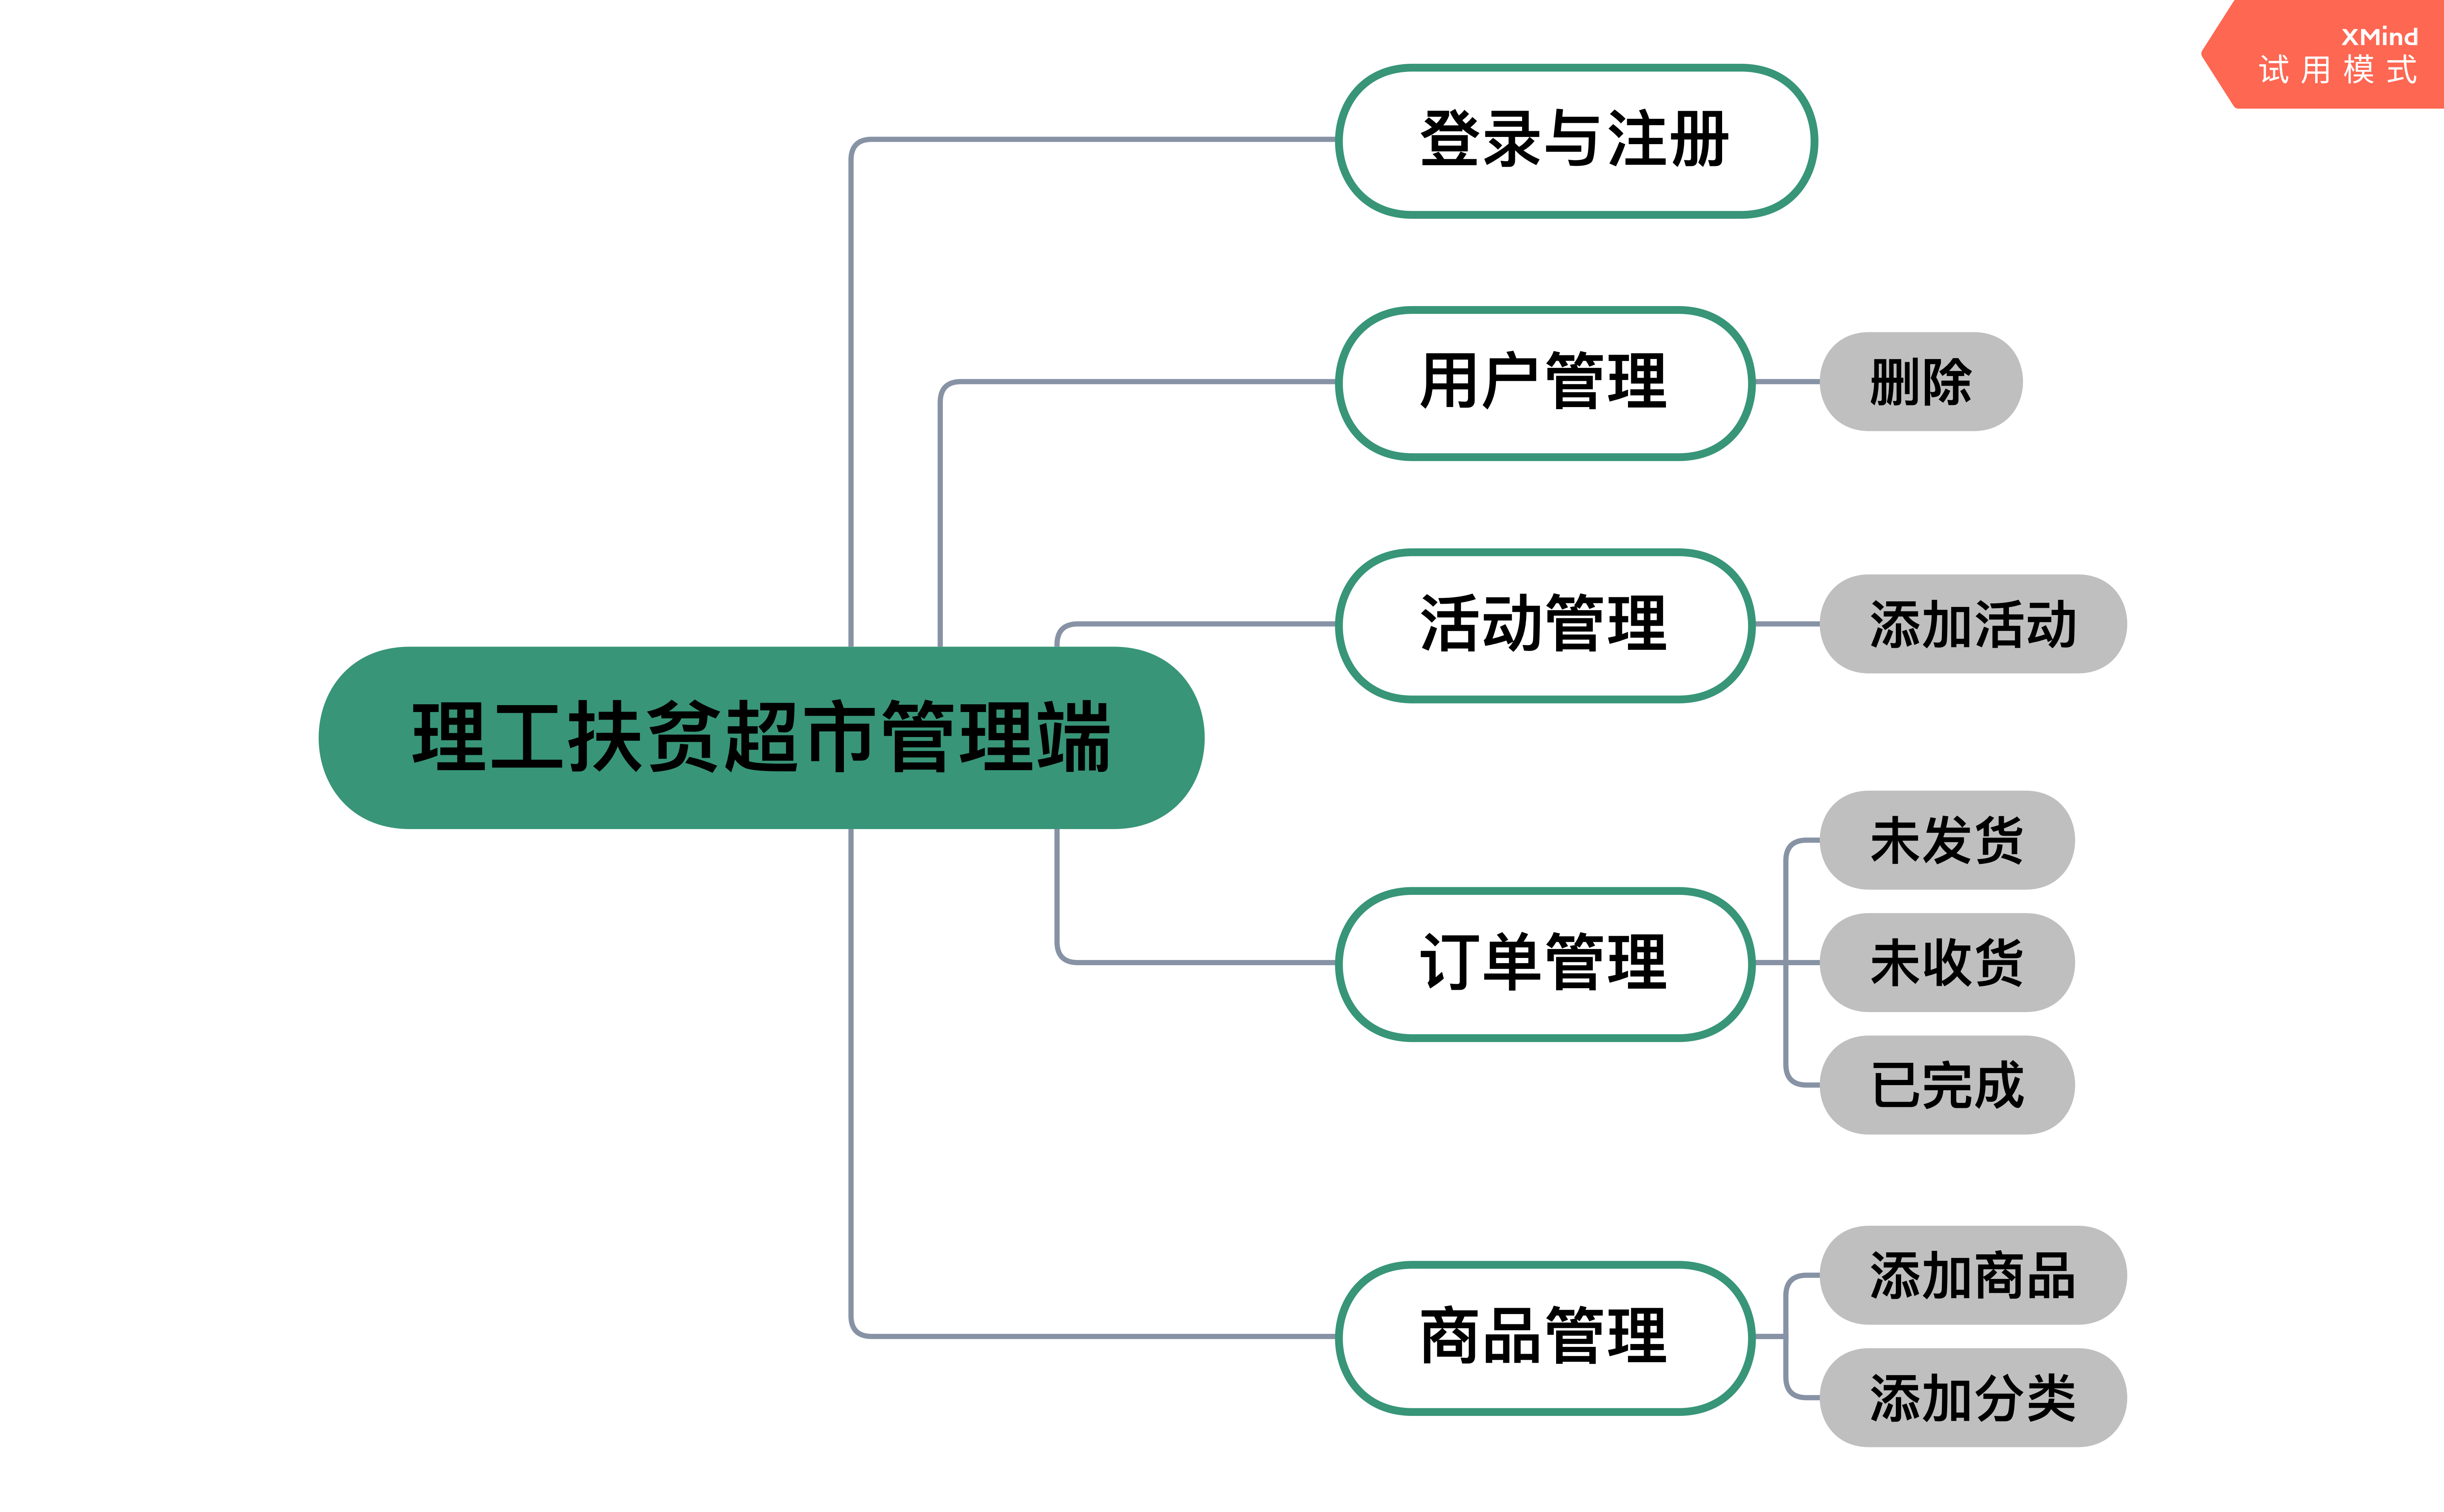 XMind
试用模式
登录与注册
用户管理
删除
活动管理
添加活动
理工扶贫超市管理端
未发货
订单管理
未收货
已完成
添加商品
商品管理
添加分类